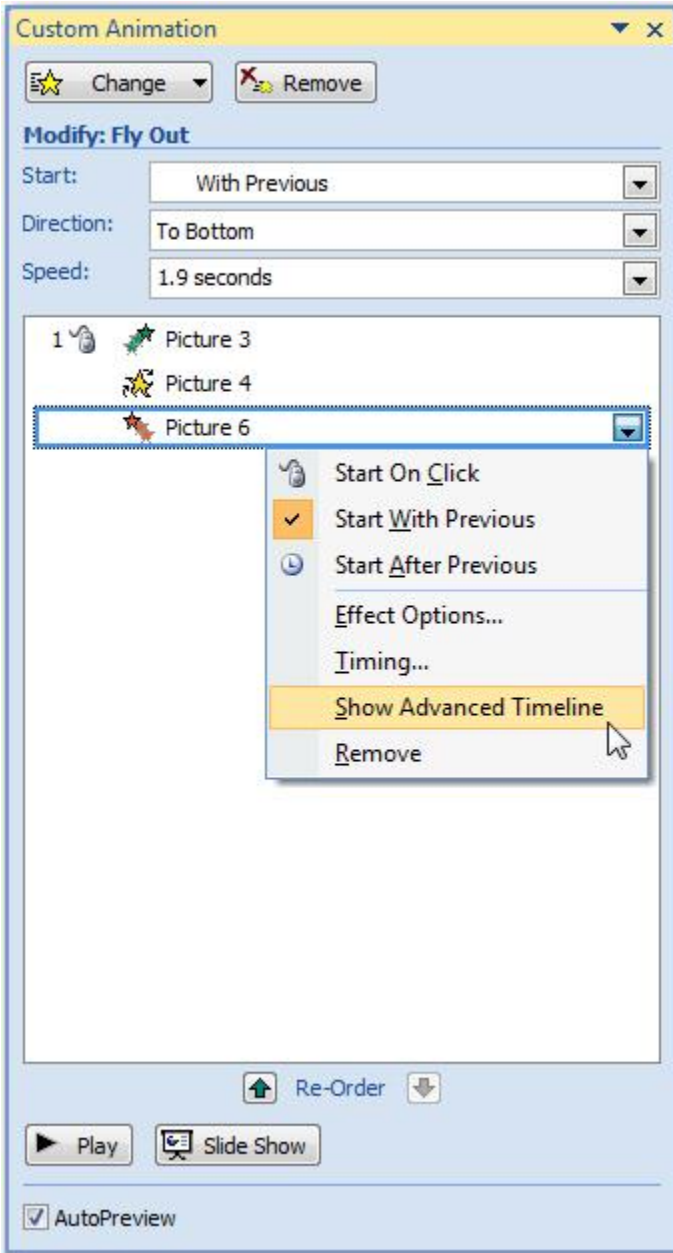 Custom Animation
Change Remove
Modify: Fly Out
Start: With Previous
Direction: To Bottom
Speed: 1.9 seconds
1 Picture 3
Picture 4
Picture 6
Start On Click
Start With Previous
Start After Previous
Effect Options...
Timing...
Show Advanced Timeline
Remove
Re-Order
Play Slide Show
AutoPreview